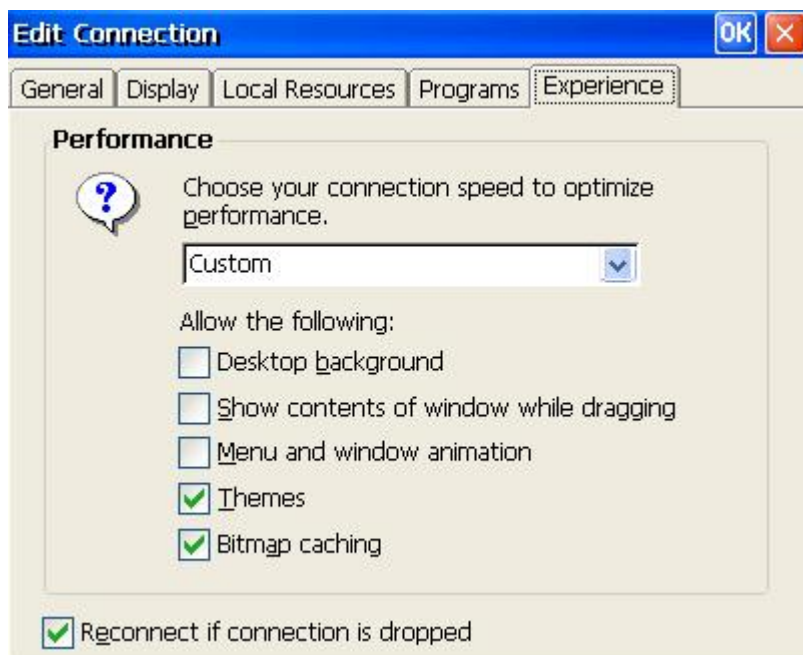 Edit Connection OK
General Display Local Resources Programs Experience
Performance
?
Choose your connection speed to optimize
performance.
Custom
Allow the following:
Desktop background
Show contents of window while dragging
Menu and window animation
Themes
Bitmap caching
Reconnect if connection is dropped